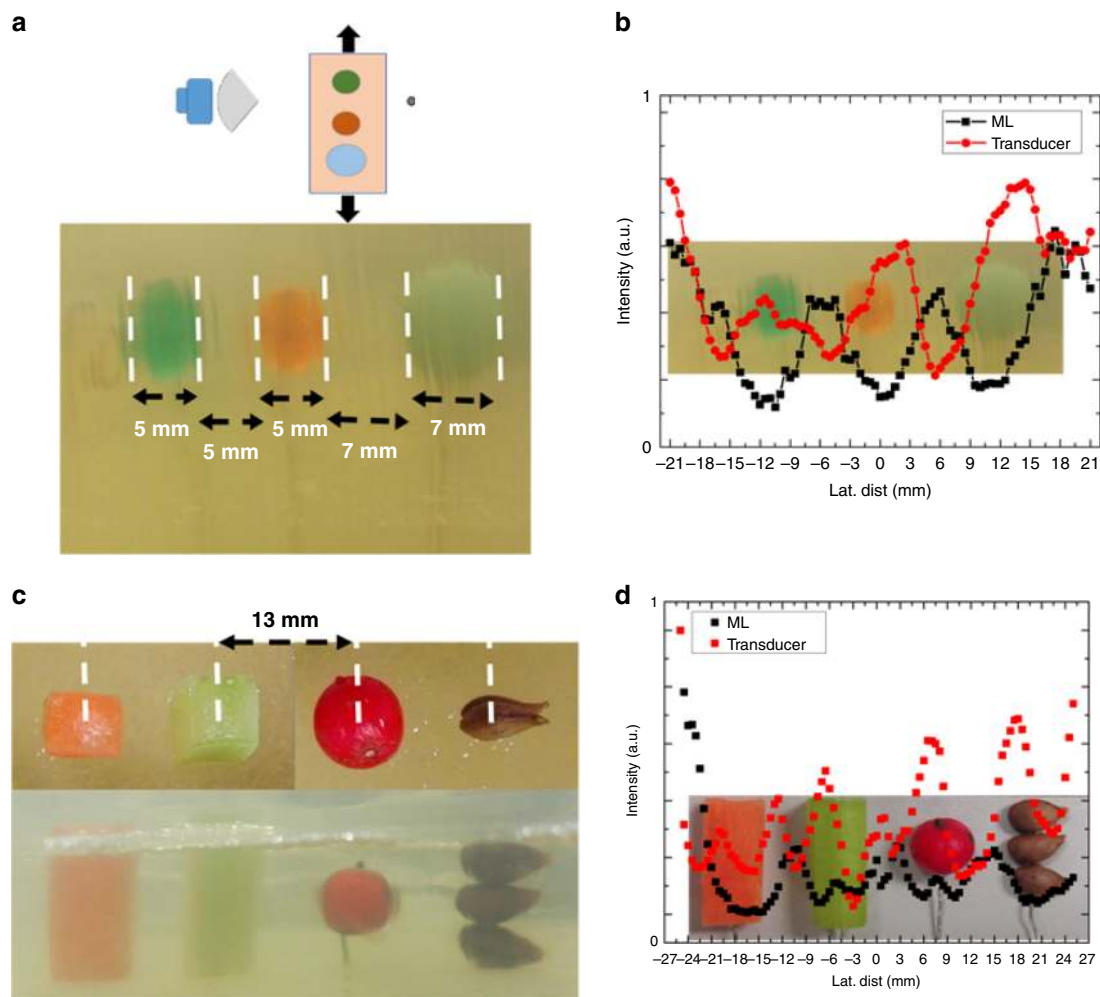 a
5 mm
5 mm
5 mm
7 mm
7 mm
b
1
ML
Transducer
Intensity (a.u.)
0
−21 −18 −15 −12 −9 −6 −3 0 3 6 9 12 15 18 21
Lat. dist (mm)
c
13 mm
d
1
ML
Transducer
Intensity (a.u.)
0
−27 −24 −21 −18 −15 −12 −9 −6 −3 0 3 6 9 12 15 18 21 24 27
Lat. dist (mm)